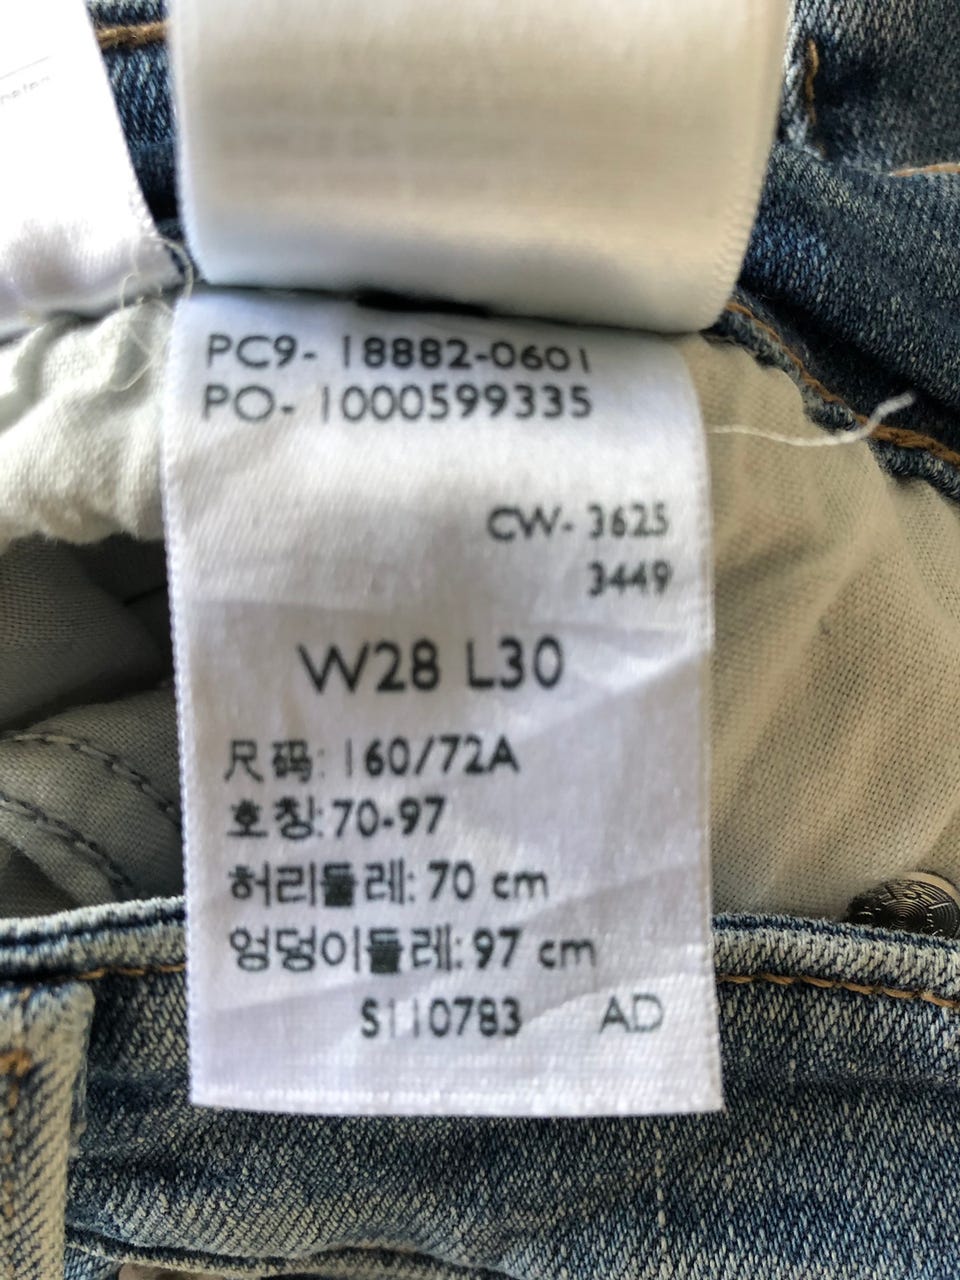 PC9- 18882-0601
PO- 1000599335
CW- 3625
3449
W28 L30
尺码: 160/72A
호칭: 70-97
허리둘레: 70 cm
엉덩이둘레: 97 cm
S110783 AD